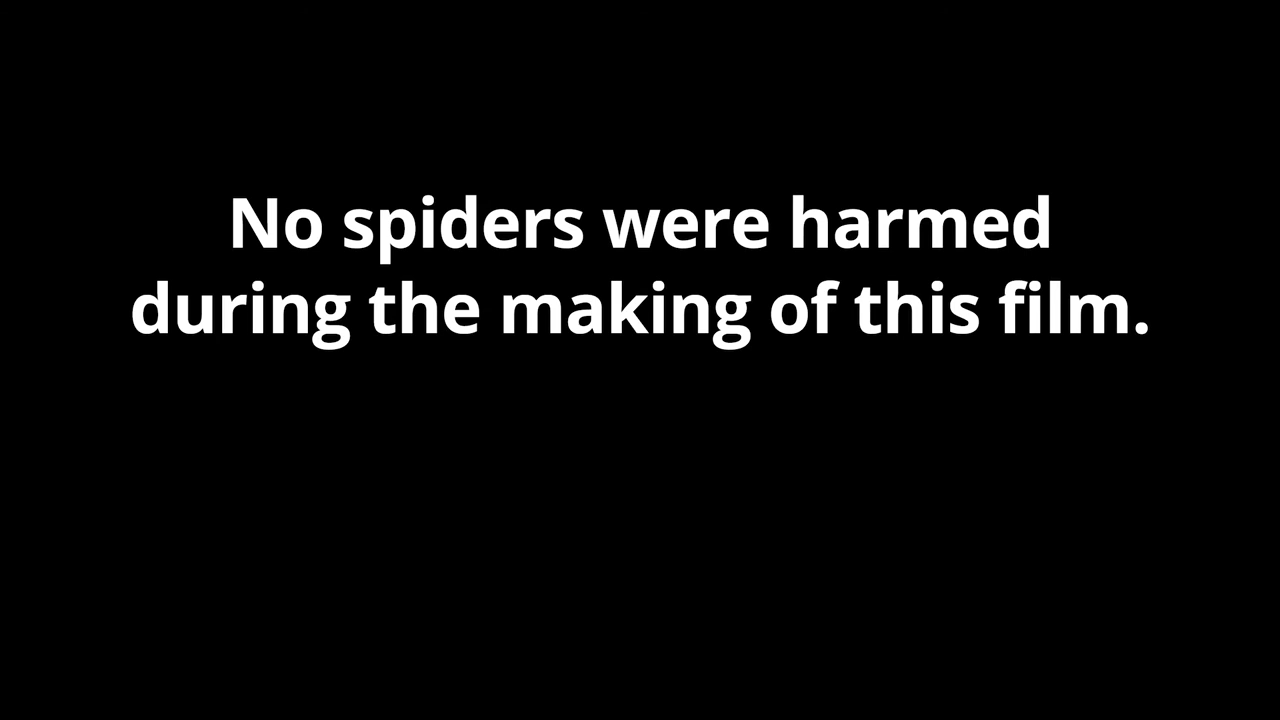 No spiders were harmed
during the making of this film.